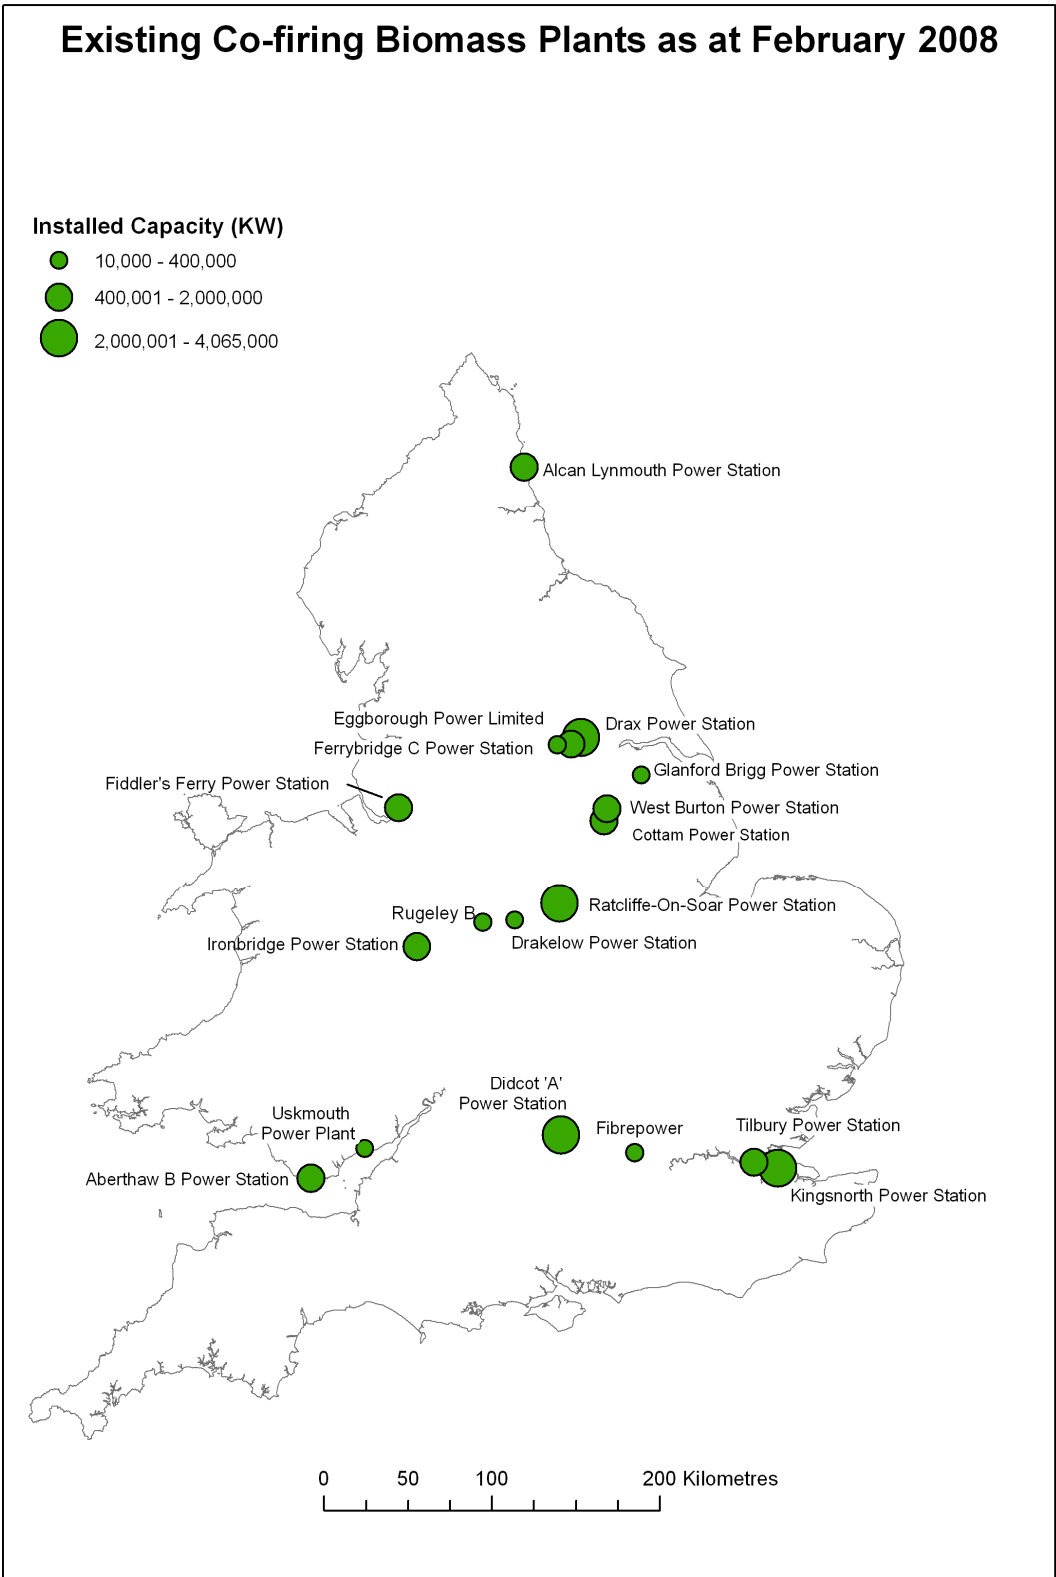 Existing Co-firing Biomass Plants as at February 2008
Installed Capacity (KW)
10,000 - 400,000
400,001 - 2,000,000
2,000,001 - 4,065,000
Alcan Lynmouth Power Station
Eggborough Power Limited
Drax Power Station
Ferrybridge C Power Station
Glanford Brigg Power Station
Fiddler's Ferry Power Station
West Burton Power Station
Cottam Power Station
Ratcliffe-On-Soar Power Station
Rugeley B
Drakelow Power Station
Ironbridge Power Station
Didcot 'A'
Power Station
Uskmouth
Power Plant
Fibrepower
Tilbury Power Station
Aberthaw B Power Station
Kingsnorth Power Station
0 50 100 200 Kilometres